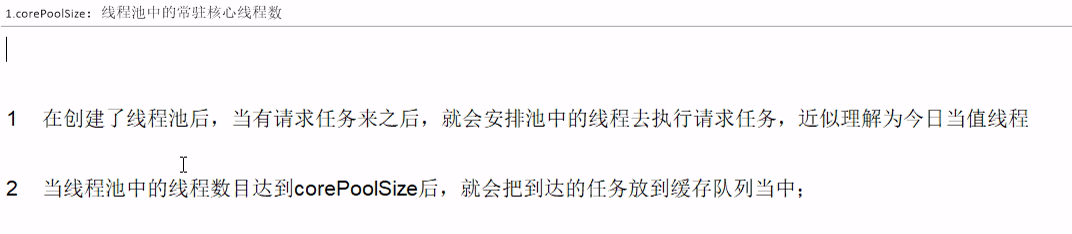 1.corePoolSize：线程池中的常驻核心线程数
1 在创建了线程池后，当有请求任务来之后，就会安排池中的线程去执行请求任务，近似理解为今日当值线程
2 当线程池中的线程数目达到corePoolSize后，就会把到达的任务放到缓存队列当中；